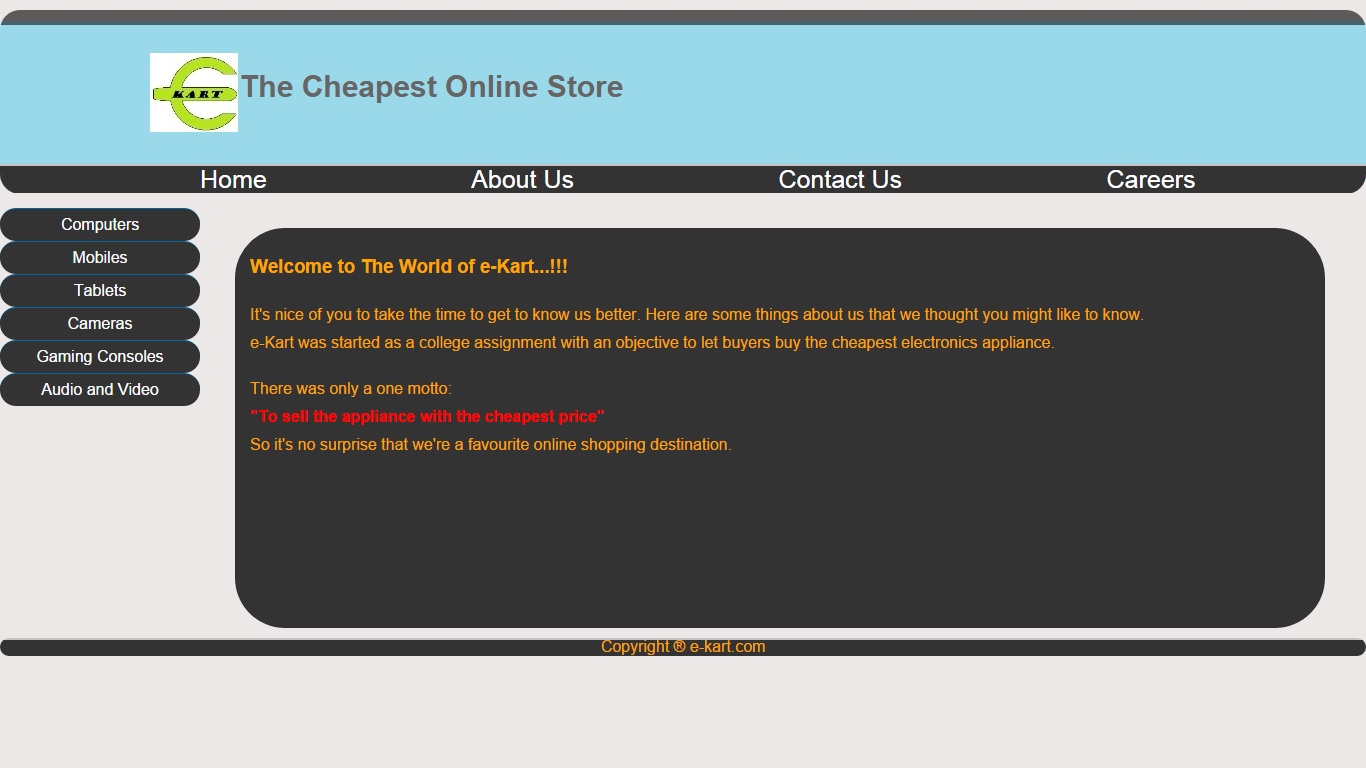 KART
The Cheapest Online Store
Home About Us Contact Us Careers
Computers
Mobiles
Tablets
Cameras
Gaming Consoles
Audio and Video
Welcome to The World of e-Kart...!!!
It's nice of you to take the time to get to know us better. Here are some things about us that we thought you might like to know.
e-Kart was started as a college assignment with an objective to let buyers buy the cheapest electronics appliance.
There was only a one motto:
"To sell the appliance with the cheapest price"
So it's no surprise that we're a favourite online shopping destination.
Copyright ® e-kart.com